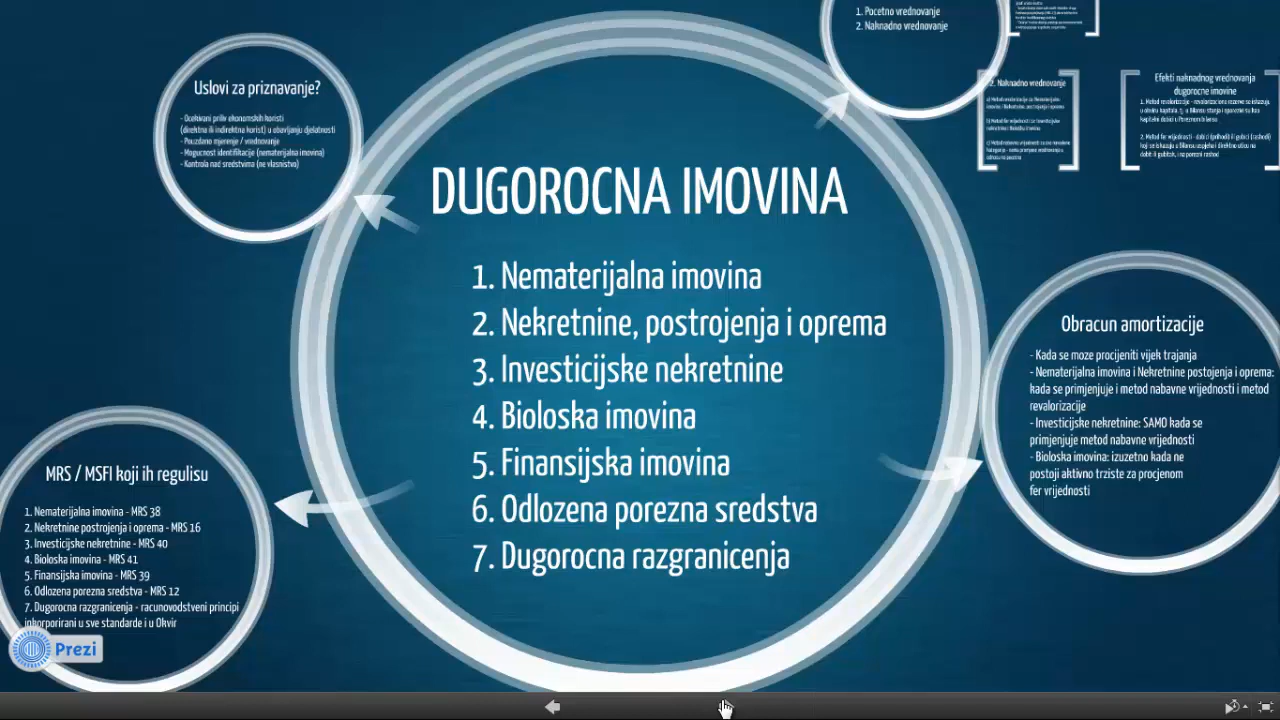 DUGOROCNA IMOVINA
1. Nematerijalna imovina
2. Nekretnine, postrojenja i oprema
3. Investicijske nekretnine
4. Bioloska imovina
5. Finansijska imovina
6. Odlozena porezna sredstva
7. Dugorocna razgranicenja
Uslovi za priznavanje?
- Ocekivani priliv ekonomskih koristi
(direktna ili indirektna korist) u obavljanju djelatnosti
- Pouzdano mjerenje / vrednovanje
- Mogucnost identifikacije (nematerijalna imovina)
- Kontrola nad sredstvima (ne vlasnistvo)
MRS / MSFI koji ih regulisu
1. Nematerijalna imovina - MRS 38
2. Nekretnine postrojenja i oprema - MRS 16
3. Investicijske nekretnine - MRS 40
4. Bioloska imovina - MRS 41
5. Finansijska imovina - MRS 39
6. Odlozena porezna sredstva - MRS 12
7. Dugorocna razgranicenja - racunovodstveni principi
inkorporirani u sve standarde i u Okvir
Prezi
1. Pocetno vrednovanje
2. Naknadno vrednovanje
2. Naknadno vrednovanje
Efekti naknadnog vrednovanja
dugorocne imovine
Obracun amortizacije
- Kada se moze procijeniti vijek trajanja
- Nematerijalna imovina i Nekretnine postojenja i oprema:
kada se primjenjuje i metod nabavne vrijednosti i metod
revalorizacije
- Investicijske nekretnine: SAMO kada se
primjenjuje metod nabavne vrijednosti
- Bioloska imovina: izuzetno kada ne
postoji aktivno trziste za procjenom
fer vrijednosti